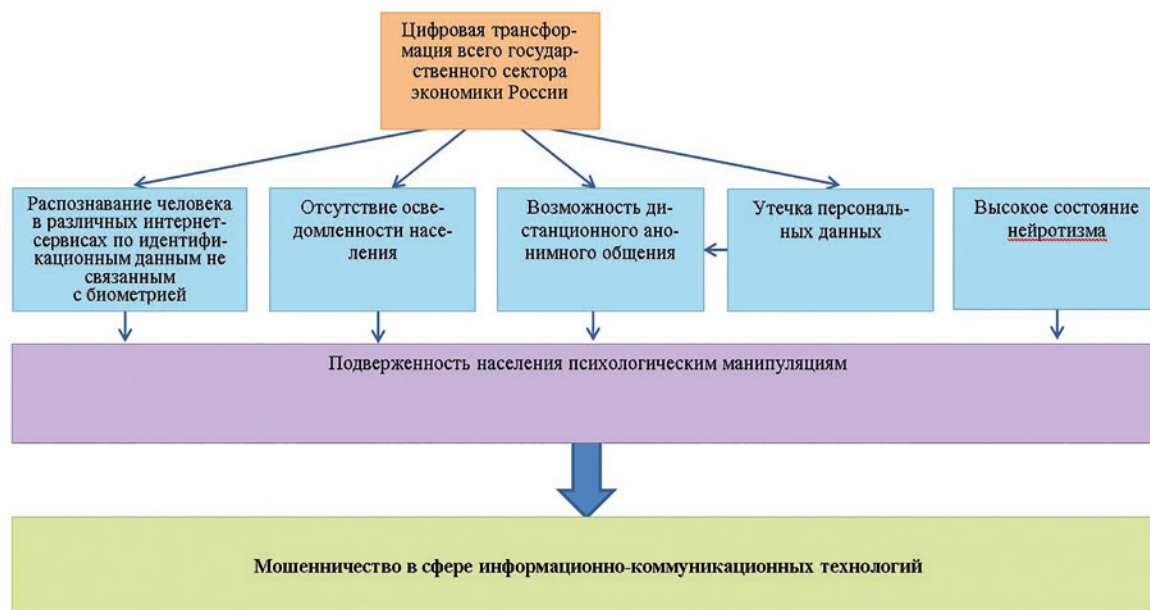 Цифровая трансфор-
мация всего государ-
ственного сектора
экономики России
Распознавание человека
в различных интернет-
сервисах по идентифи-
кационным данным не
связанным
с биометрией
Отсутствие осве-
домленности насе-
ления
Возможность ди-
станционного ано-
нимного общения
Утечка персональ-
ных данных
Высокое состояние
нейротизма
Подверженность населения психологическим манипуляциям
Мошенничество в сфере информационно-коммуникационных технологий